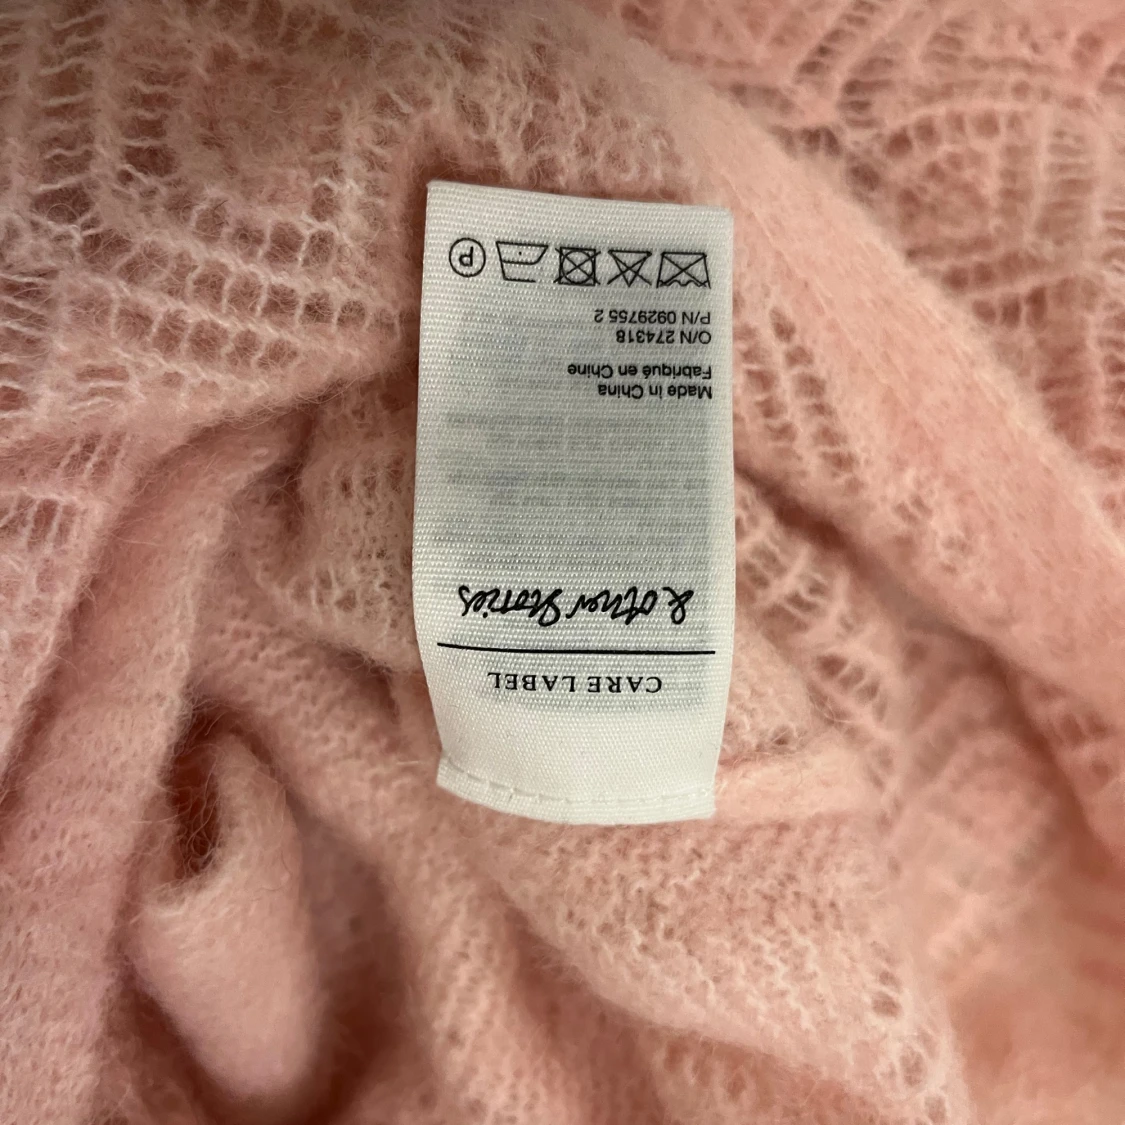 CARE LABEL
& Other Stories
Made in China
Fabriqué en Chine
Q/N 274318
P/N 0929755 2
P